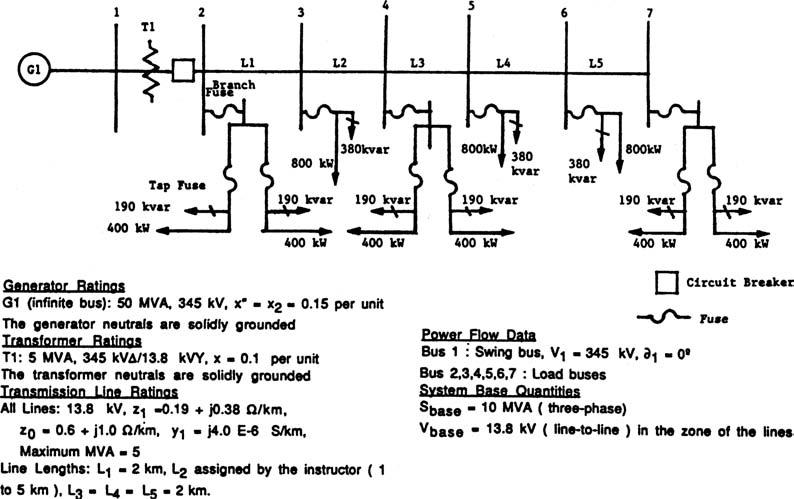 1
2
3
4
5
6
7
T1
G1
L1
L2
L3
L4
L5
Branch
Fuse
380kvar
800 kW
800kW
380
kvar
380
kvar
800kW
Tap Fuse
190 kvar
190 kvar
190 kvar
190 kvar
190 kvar
190 kvar
400 kW
400 kW
400 kW
400 kW
400 kW
400 kW
Generator Ratings
G1 (infinite bus): 50 MVA, 345 kV, x" = x2 = 0.15 per unit
The generator neutrals are solidly grounded
Transformer Ratings
T1: 5 MVA, 345 kVΔ/13.8 kVY, x = 0.1 per unit
The transformer neutrals are solidly grounded
Transmission Line Ratings
All Lines: 13.8 kV, z1 =0.19 + j0.38 Ω/km,
z0 = 0.6 + j1.0 Ω/km, y1 = j4.0 E-6 S/km,
Maximum MVA = 5
Line Lengths: L1 = 2 km, L2 assigned by the instructor ( 1
to 5 km ), L3 = L4 = L5 = 2 km.
Circuit Breaker
Fuse
Power Flow Data
Bus 1 : Swing bus, V1 = 345 kV, ∂1 = 0º
Bus 2,3,4,5,6,7 : Load buses
System Base Quantities
Sbase = 10 MVA ( three-phase)
Vbase = 13.8 kV ( line-to-line ) in the zone of the lines